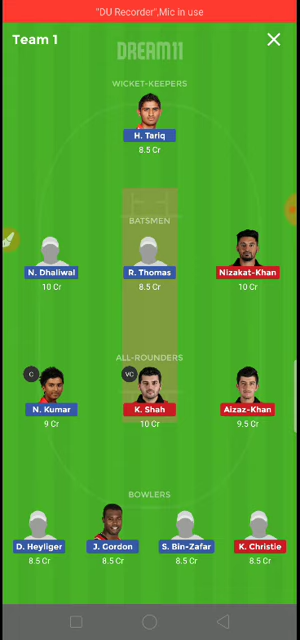 "DU Recorder",Mic in use
Team 1
DREAM11
WICKET-KEEPERS
H. Tariq
8.5 Cr
BATSMEN
N. Dhaliwal
R. Thomas
Nizakat-Khan
10 Cr
8.5 Cr
10 Cr
ALL-ROUNDERS
C
VC
N. Kumar
K. Shah
Aizaz-Khan
9 Cr
10 Cr
9.5 Cr
BOWLERS
D. Heyliger
J. Gordon
S. Bin-Zafar
K. Christie
8.5 Cr
8.5 Cr
8.5 Cr
8.5 Cr